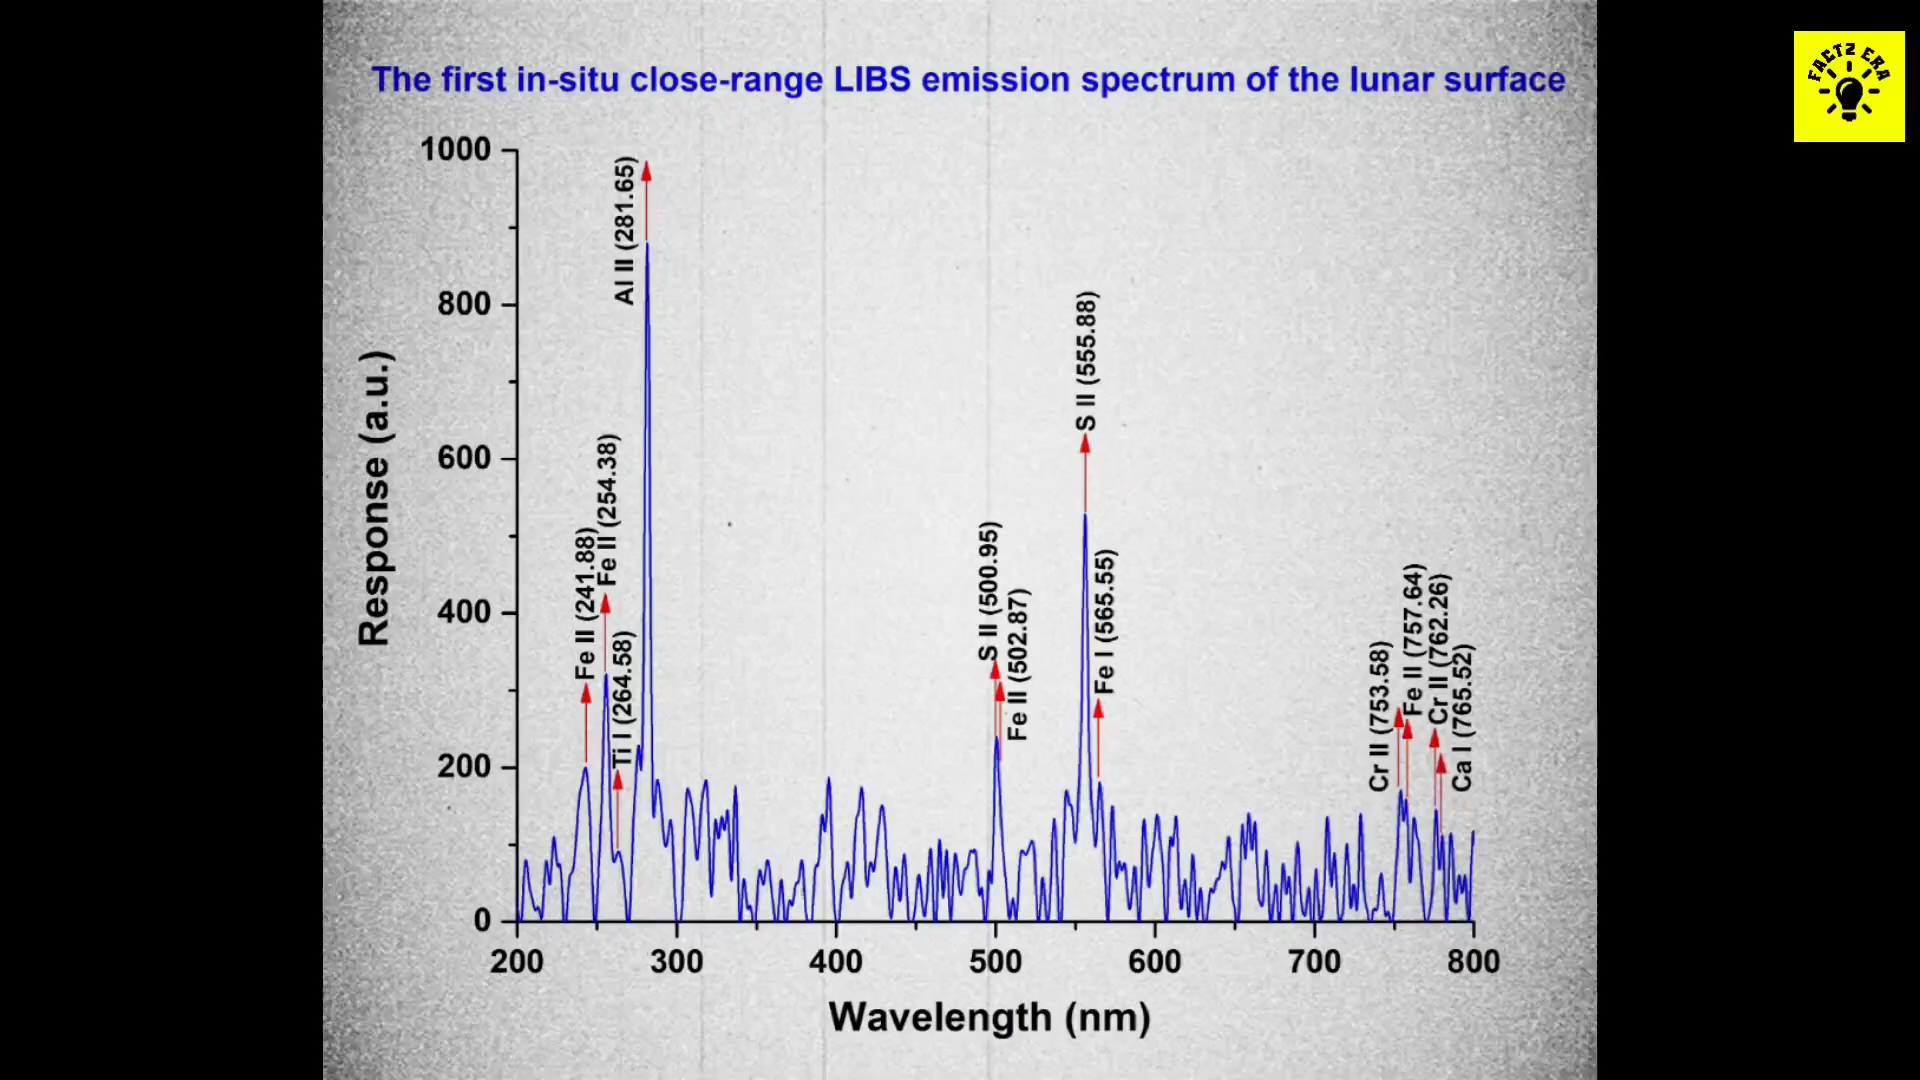 FACTZ ERA
The first in-situ close-range LIBS emission spectrum of the lunar surface
1000
800
600
400
200
0
Response (a.u.)
Fe II (241.88)
Fe II (254.38)
Ti I (264.58)
Al II (281.65)
S II (500.95)
Fe II (502.87)
S II (555.88)
Fe I (565.55)
Cr II (753.58)
Fe II (757.64)
Cr II (762.26)
Ca I (765.52)
200 300 400 500 600 700 800
Wavelength (nm)